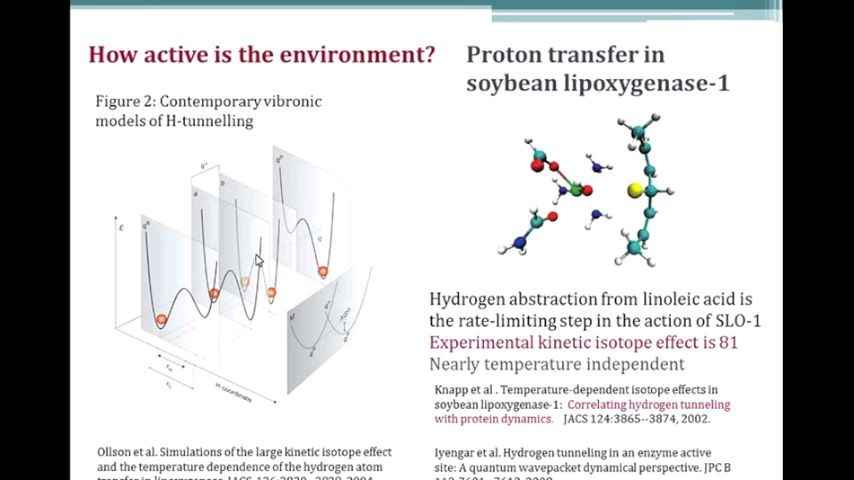 How active is the environment?
Figure 2: Contemporary vibronic
models of H-tunnelling
E
H coordinate
Ollson et al. Simulations of the large kinetic isotope effect
and the temperature dependence of the hydrogen atom
transfer in lipoxygenase. JACS
Proton transfer in
soybean lipoxygenase-1
Hydrogen abstraction from linoleic acid is
the rate-limiting step in the action of SLO-1
Experimental kinetic isotope effect is 81
Nearly temperature independent
Knapp et al . Temperature-dependent isotope effects in
soybean lipoxygenase-1: Correlating hydrogen tunneling
with protein dynamics. JACS 124:3865--3874, 2002.
Iyengar et al. Hydrogen tunneling in an enzyme active
site: A quantum wavepacket dynamical perspective. JPC B